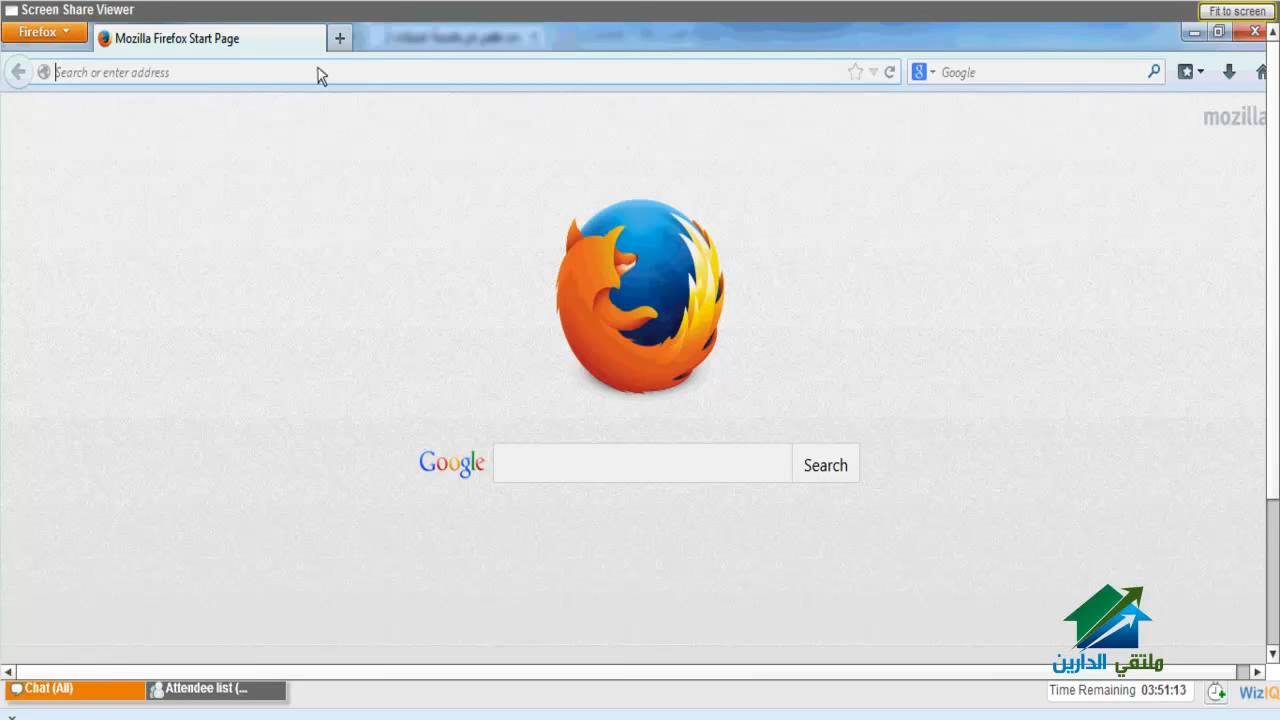 Screen Share Viewer
Fit to screen
Firefox
Mozilla Firefox Start Page
Search or enter address
Google
mozilla
Google
Search
ملتقي الدارين
Chat (All)
Attendee list (...
Time Remaining 03:51:13
WizIQ